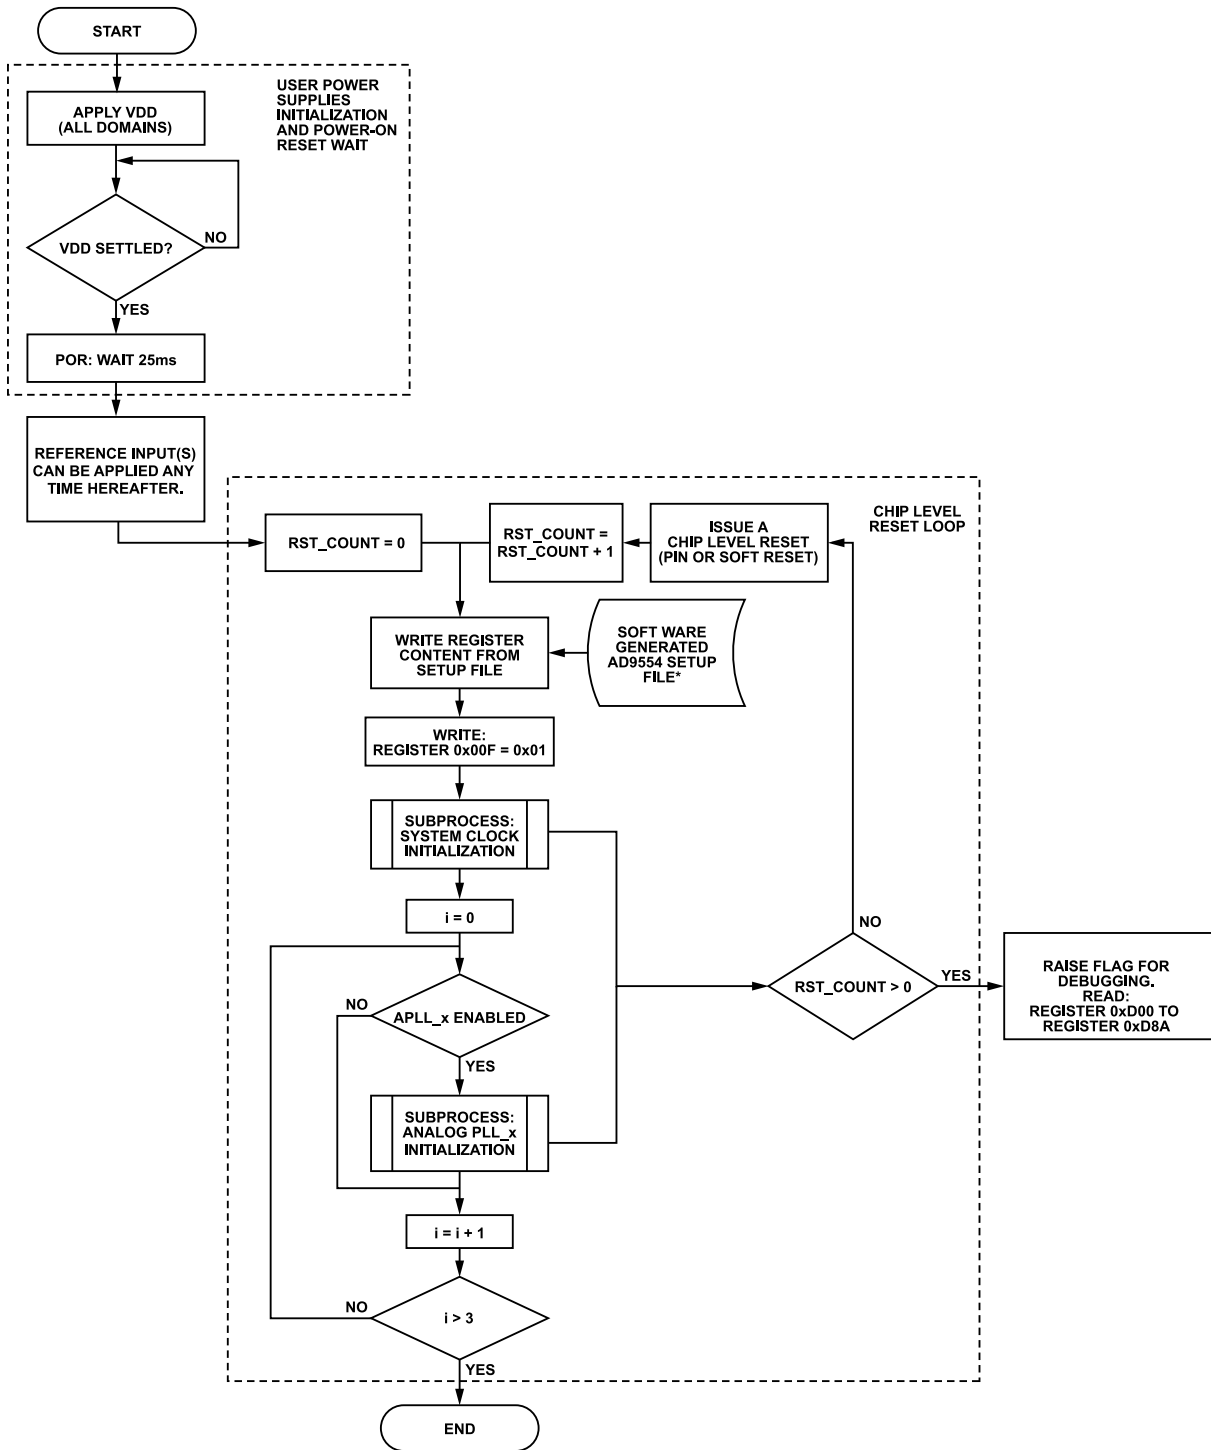 START
USER POWER
SUPPLIES
INITIALIZATION
AND POWER-ON
RESET WAIT
APPLY VDD
(ALL DOMAINS)
VDD SETTLED?
NO
YES
POR: WAIT 25ms
REFERENCE INPUT(S)
CAN BE APPLIED ANY
TIME HEREAFTER.
CHIP LEVEL
RESET LOOP
RST_COUNT = 0
RST_COUNT =
RST_COUNT + 1
ISSUE A
CHIP LEVEL RESET
(PIN OR SOFT RESET)
WRITE REGISTER
CONTENT FROM
SETUP FILE
SOFT WARE
GENERATED
AD9554 SETUP
FILE*
WRITE:
REGISTER 0x00F = 0x01
SUBPROCESS:
SYSTEM CLOCK
INITIALIZATION
i = 0
NO
APLL_x ENABLED
YES
RST_COUNT > 0
NO
YES
RAISE FLAG FOR
DEBUGGING.
READ:
REGISTER 0xD00 TO
REGISTER 0xD8A
SUBPROCESS:
ANALOG PLL_x
INITIALIZATION
i = i + 1
NO
i > 3
YES
END